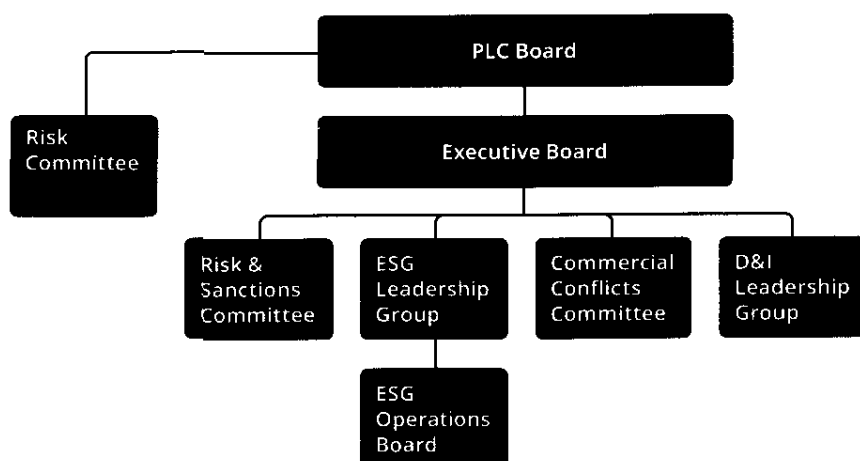 PLC Board
Risk
Committee
Executive Board
Risk &
Sanctions
Committee
ESG
Leadership
Group
Commercial
Conflicts
Committee
D&I
Leadership
Group
ESG
Operations
Board